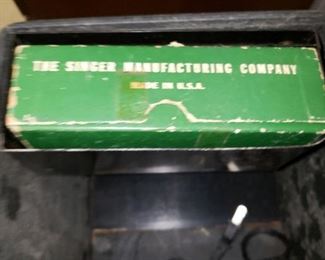 THE SINGER MANUFACTURING COMPANY
MADE IN U.S.A.